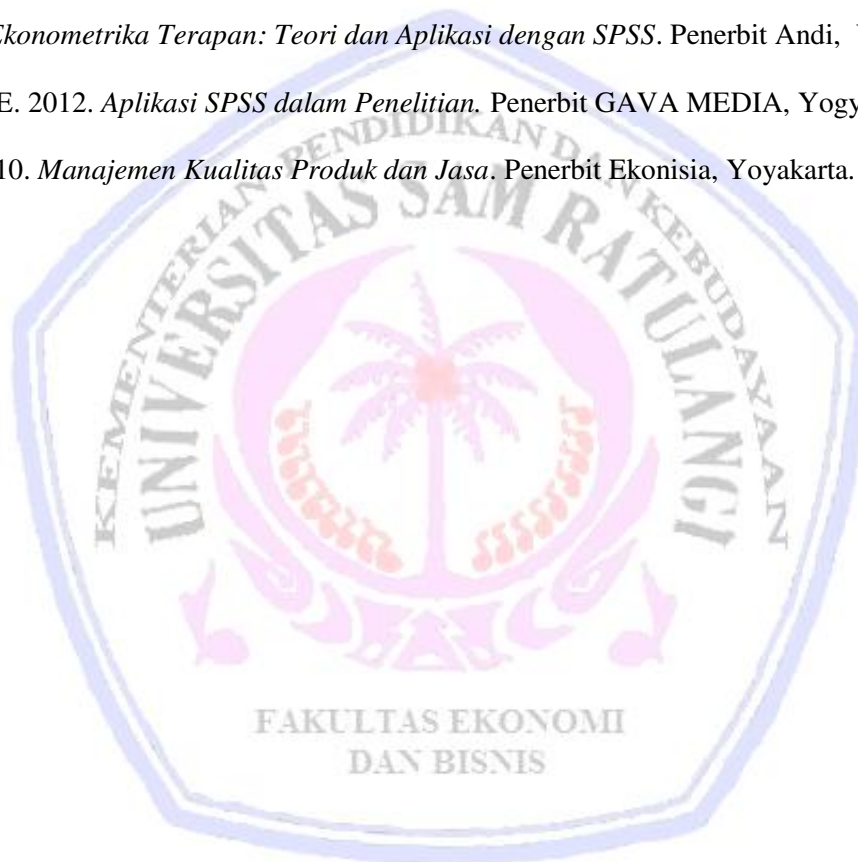 Ekonometrika Terapan: Teori dan Aplikasi dengan SPSS. Penerbit Andi,
E. 2012. Aplikasi SPSS dalam Penelitian. Penerbit GAVA MEDIA, Yogy
10. Manajemen Kualitas Produk dan Jasa. Penerbit Ekonisia, Yoyakarta.
KEMENTERIAN PENDIDIKAN DAN KEBUDAYAAN
UNIVERSITAS SAM RATULANGI
FAKULTAS EKONOMI
DAN BISNIS